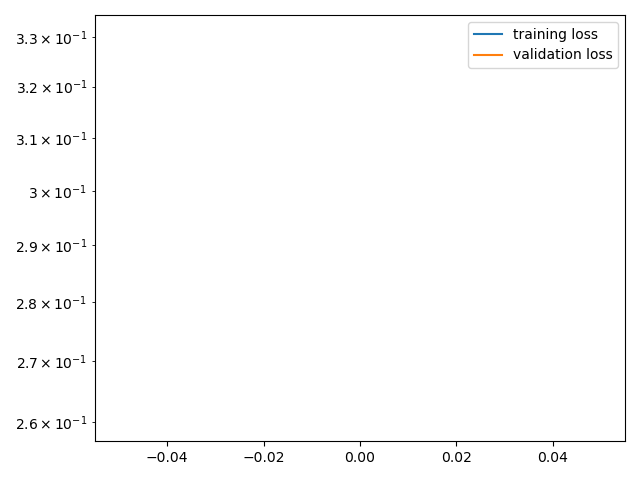 3.3 × 10⁻¹
3.2 × 10⁻¹
3.1 × 10⁻¹
3 × 10⁻¹
2.9 × 10⁻¹
2.8 × 10⁻¹
2.7 × 10⁻¹
2.6 × 10⁻¹
training loss
validation loss
−0.04 −0.02 0.00 0.02 0.04